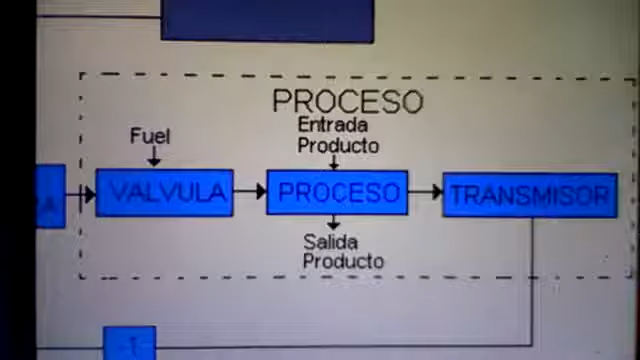 PROCESO
Entrada
Producto
Fuel
VALVULA
PROCESO
TRANSMISOR
Salida
Producto